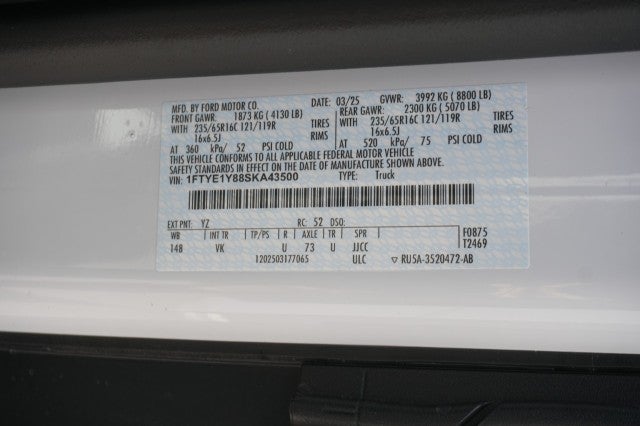 MFD. BY FORD MOTOR CO. DATE: 03/25 GVWR: 3992 KG ( 8800 LB)
FRONT GAWR: 1873 KG ( 4130 LB) REAR GAWR: 2300 KG ( 5070 LB)
WITH 235/65R16C 121/119R TIRES WITH 235/65R16C 121/119R TIRES
16x6.5J RIMS 16x6.5J RIMS
AT 360 kPa/ 52 PSI COLD AT 520 kPa/ 75 PSI COLD
THIS VEHICLE CONFORMS TO ALL APPLICABLE FEDERAL MOTOR VEHICLE
SAFETY STANDARDS IN EFFECT ON THE DATE OF MANUFACTURE SHOWN ABOVE.
VIN: 1FTYE1Y88SKA43500 TYPE: Truck
EXT PNT: YZ RC: 52 DSO: F0875
WB INT TR TP/PS R AXLE TR SPR T2469
148 VK U 73 U JJCC
1202503177065 ULC RU5A-3520472-AB